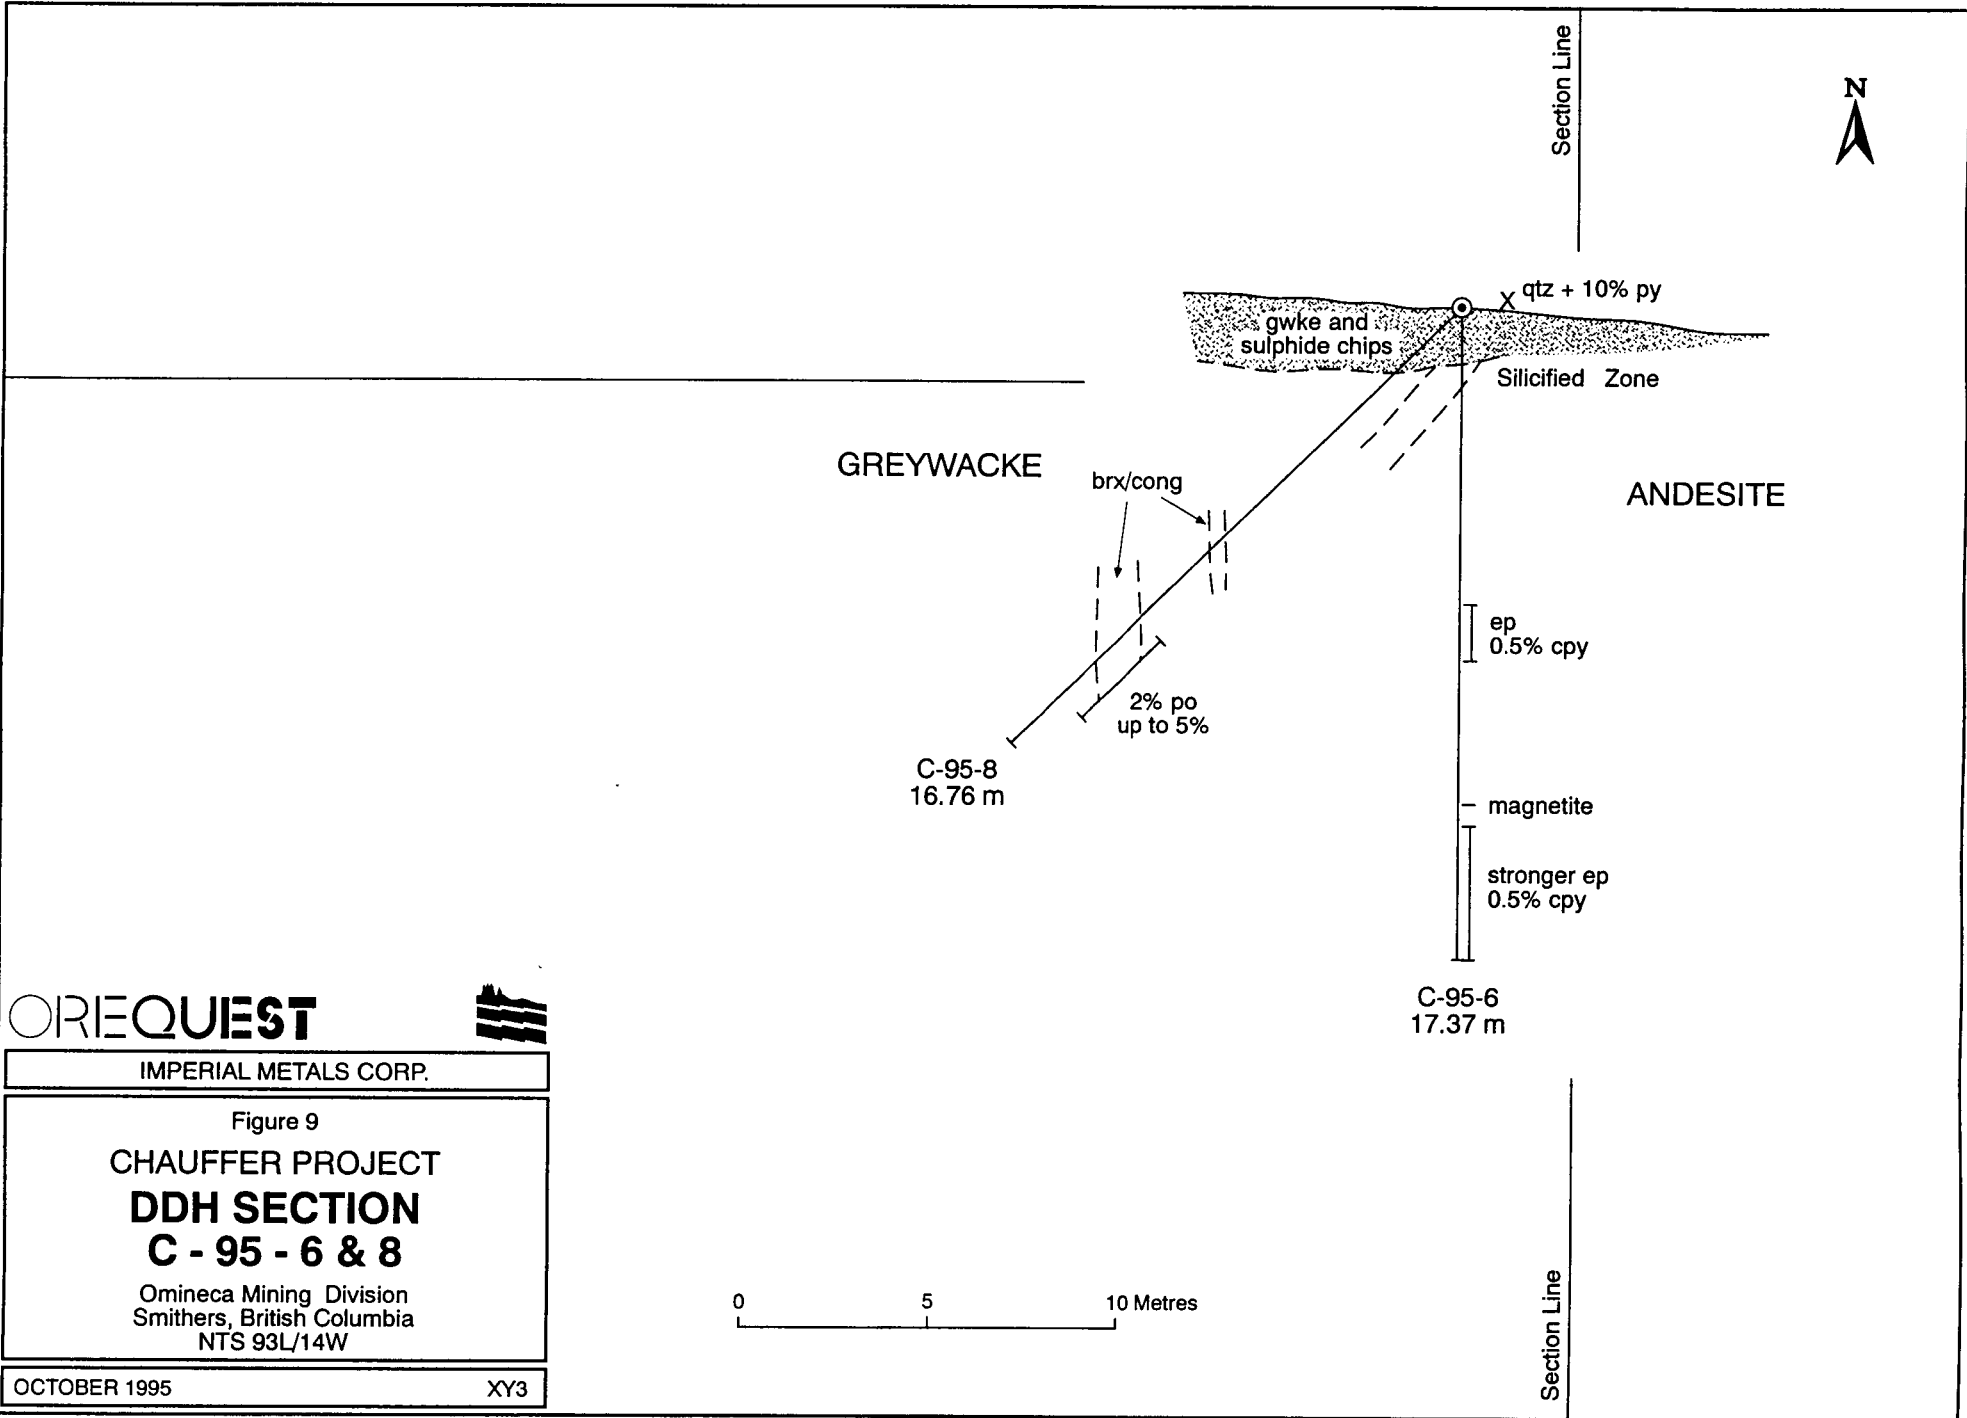 Section Line
N
qtz + 10% py
X
gwke and
sulphide chips
Silicified Zone
GREYWACKE
brx/cong
ANDESITE
ep
0.5% cpy
2% po
up to 5%
C-95-8
16.76 m
magnetite
stronger ep
0.5% cpy
C-95-6
17.37 m
OREQUEST
IMPERIAL METALS CORP.
Figure 9
CHAUFFER PROJECT
DDH SECTION
C - 95 - 6 & 8
Omineca Mining Division
Smithers, British Columbia
NTS 93L/14W
OCTOBER 1995 XY3
0 5 10 Metres
Section Line